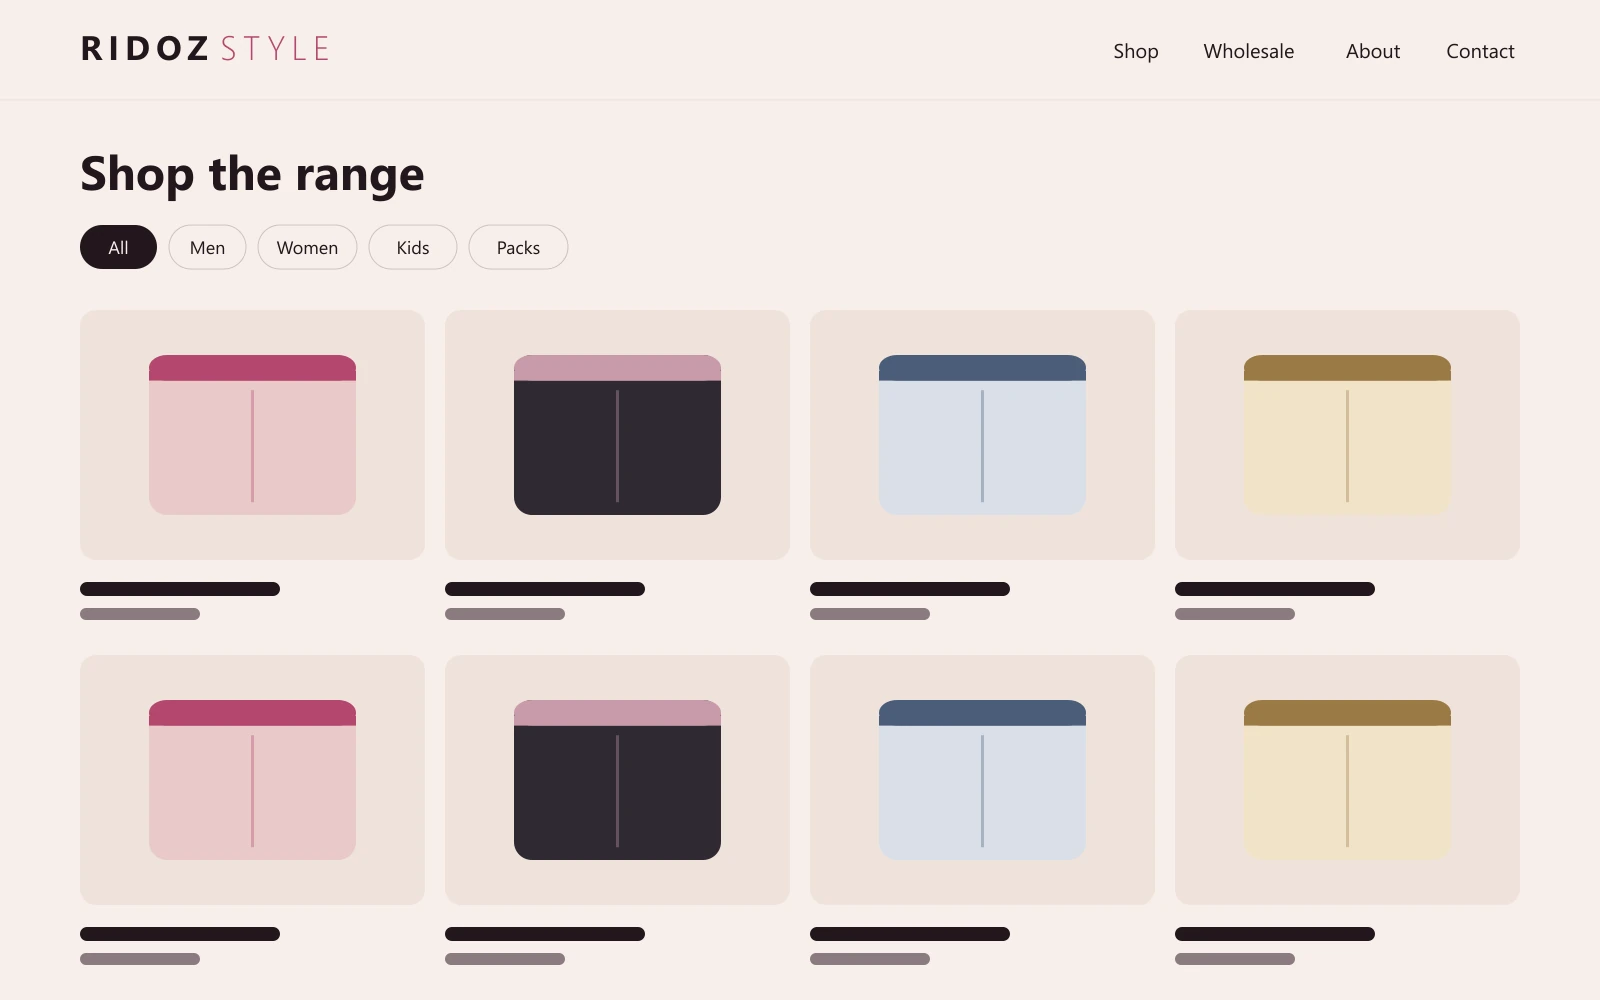 RIDOZ STYLE
Shop Wholesale About Contact
Shop the range
All Men Women Kids Packs